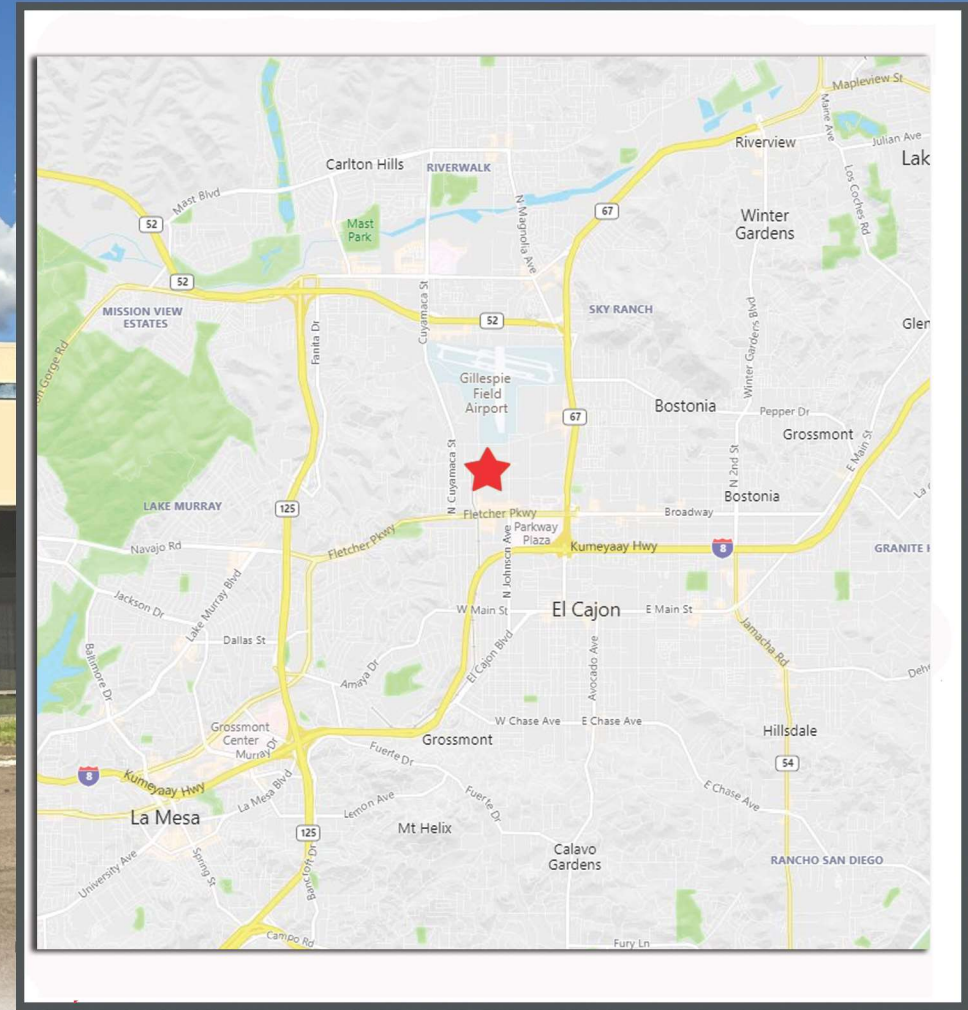 Mapleview St
Maine Ave
Riverview
Julian Ave
Lak
Carlton Hills
RIVERWALK
Los Coches Rd
Mast Blvd
N Magnolia Ave
67
Winter
Gardens
Mast
Park
52
52
MISSION VIEW
ESTATES
Cuyamaca St
52
SKY RANCH
Glen
Fanita Dr
Winter Gardens Blvd
on Gorge Rd
Gillespie
Field
Airport
67
Bostonia
Pepper Dr
Grossmont
E Main St
N Cuyamaca St
N 2nd St
Bostonia
LAKE MURRAY
125
Fletcher Pkwy
Broadway
La C
Parkway
Plaza
Fletcher Pkwy
Navajo Rd
Kumeyaay Hwy
8
GRANITE H
N Johnson Ave
Lake Murray Blvd
Jackson Dr
W Main St
El Cajon
E Main St
Dallas St
El Cajon Blvd
Jamacha Rd
Baltimore Dr
Amaya Dr
Avocado Ave
Dehe
W Chase Ave
E Chase Ave
Grossmont
Center
Murray Dr
Grossmont
Hillsdale
Fuerte Dr
54
8
Kumeyaay Hwy
La Mesa Blvd
Lemon Ave
Fuerte Dr
E Chase Ave
La Mesa
125
Mt Helix
Calavo
Gardens
RANCHO SAN DIEGO
University Ave
Spring St
Bancroft Dr
Campo Rd
Fury Ln